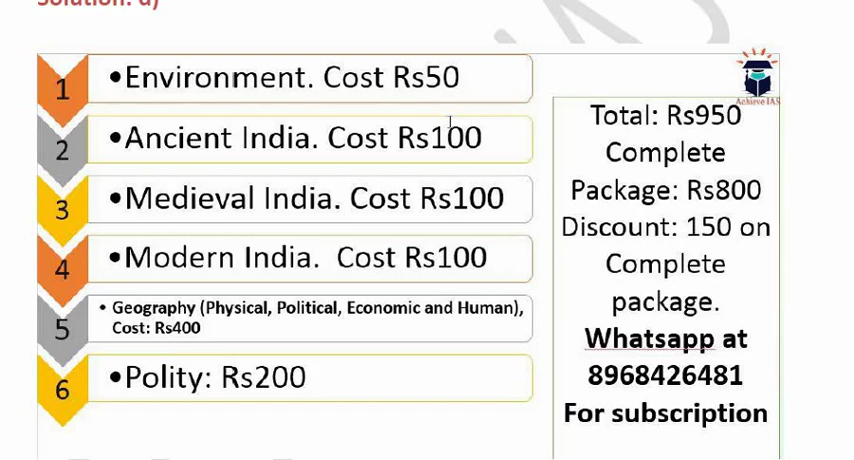 Solution: d)
1
•Environment. Cost Rs50
2
•Ancient India. Cost Rs100
3
•Medieval India. Cost Rs100
4
•Modern India.  Cost Rs100
5
• Geography (Physical, Political, Economic and Human),
Cost: Rs400
6
•Polity: Rs200
Achieve IAS
Total: Rs950
Complete
Package: Rs800
Discount: 150 on
Complete
package.
Whatsapp at
8968426481
For subscription